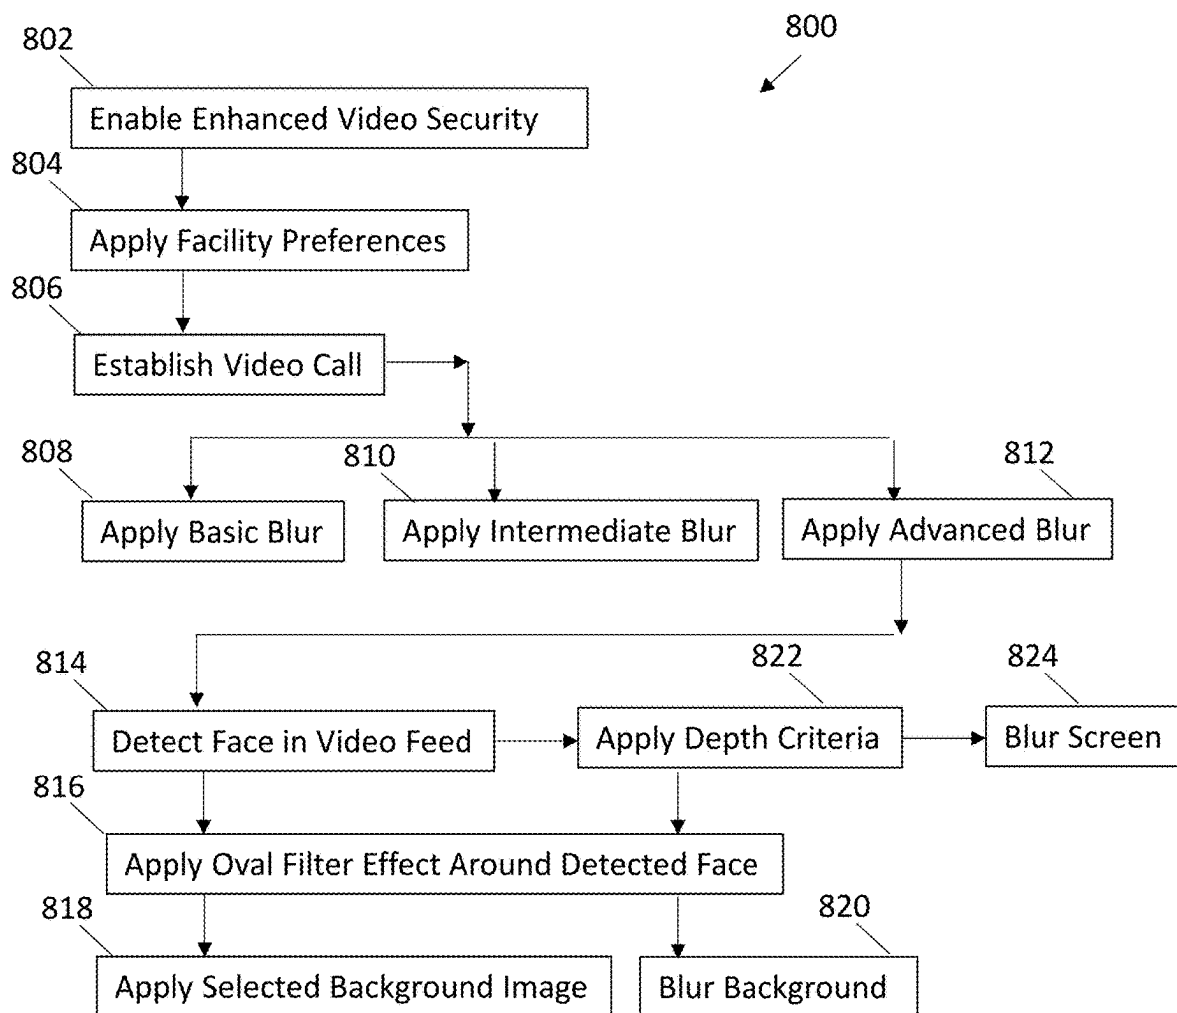 802
800
Enable Enhanced Video Security
804
Apply Facility Preferences
806
Establish Video Call
808
810
812
Apply Basic Blur
Apply Intermediate Blur
Apply Advanced Blur
814
822
824
Detect Face in Video Feed
Apply Depth Criteria
Blur Screen
816
Apply Oval Filter Effect Around Detected Face
818
820
Apply Selected Background Image
Blur Background